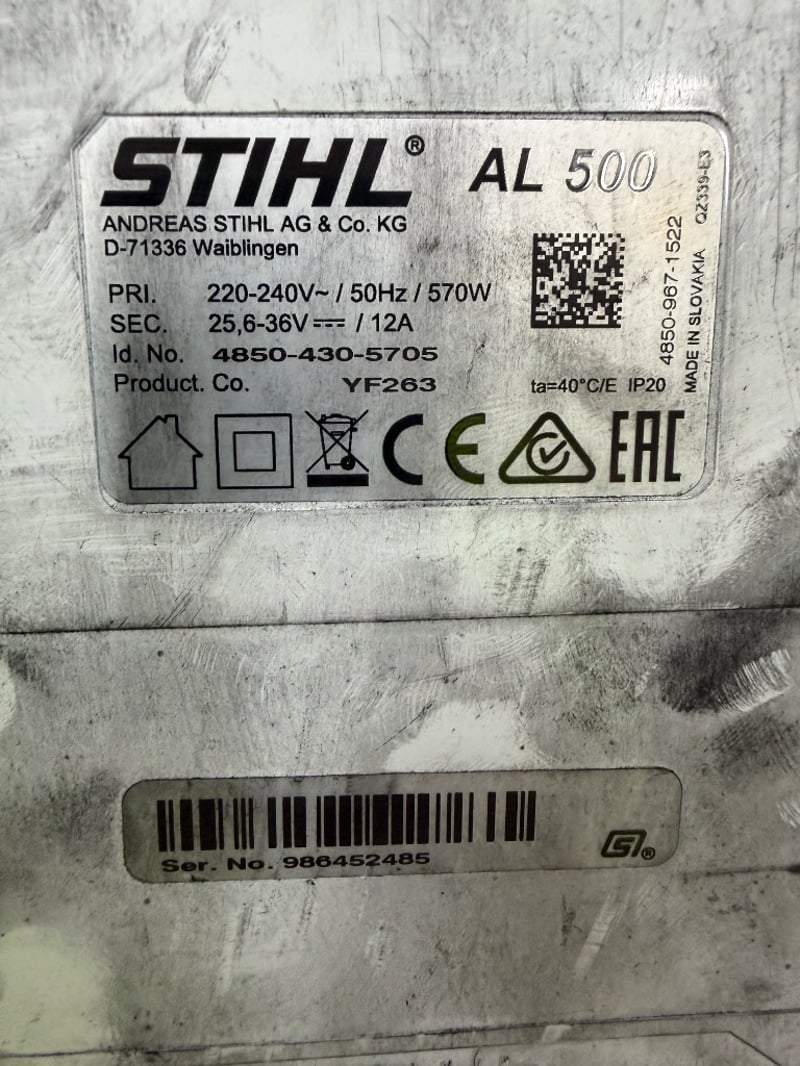 STIHL® AL 500
ANDREAS STIHL AG & Co. KG
D-71336 Waiblingen
PRI. 220-240V~ / 50Hz / 570W
SEC. 25,6-36V⎓ / 12A
Id. No. 4850-430-5705
Product. Co. YF263
ta=40°C/E IP20
4850-967-1522
MADE IN SLOVAKIA QZ339-E3
CE EAC
Ser. No. 986452485